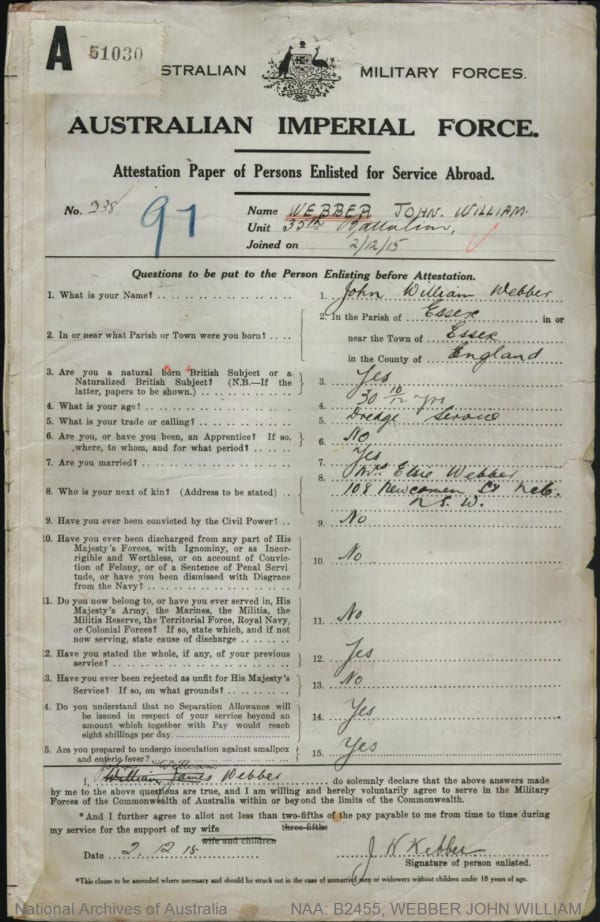 A
51030
STRALIAN MILITARY FORCES.
AUSTRALIAN IMPERIAL FORCE.
Attestation Paper of Persons Enlisted for Service Abroad.
No. 238
97
Name WEBBER JOHN. WILLIAM.
Unit 35th Battalion,
Joined on 2/12/15
Questions to be put to the Person Enlisting before Attestation.
1. What is your Name? . . . . 1. John William Webber
2. In or near what Parish or Town were you born? . . . . 2. In the Parish of Essex in or
near the Town of Essex
in the County of England
3. Are you a natural born British Subject or a
Naturalized British Subject? (N.B.—If the
latter, papers to be shown.) . . . . 3. Yes
4. What is your age? . . . . 4. 30 10/12 yrs
5. What is your trade or calling? . . . . 5. Dredge Service
6. Are you, or have you been, an Apprentice? If so,
where, to whom, and for what period? . . . . 6. No
7. Are you married? . . . . 7. Yes
8. Who is your next of kin? (Address to be stated) . . 8. Mrs Elsie Webber
108 Newcomen St Nctle.
N.S.W.
9. Have you ever been convicted by the Civil Power? . . 9. No
10. Have you ever been discharged from any part of His
Majesty's Forces, with Ignominy, or as Incor-
rigible and Worthless, or on account of Convic-
tion of Felony, or of a Sentence of Penal Servi
tude, or have you been dismissed with Disgrace
from the Navy? . . . . 10. No
11. Do you now belong to, or have you ever served in, His
Majesty's Army, the Marines, the Militia, the
Militia Reserve, the Territorial Force, Royal Navy,
or Colonial Forces? If so, state which, and if not
now serving, state cause of discharge . . . . 11. No
2. Have you stated the whole, if any, of your previous
service? . . . . 12. Yes
3. Have you ever been rejected as unfit for His Majesty's
Service? If so, on what grounds? . . . . 13. No
4. Do you understand that no Separation Allowance will
be issued in respect of your service beyond an
amount which together with Pay would reach
eight shillings per day. . . . . 14. Yes
5. Are you prepared to undergo inoculation against smallpox
and enteric fever? . . . . 15. Yes
William
I, William James Webber do solemnly declare that the above answers made
by me to the above questions are true, and I am willing and hereby voluntarily agree to serve in the Military
Forces of the Commonwealth of Australia within or beyond the limits of the Commonwealth.
*And I further agree to allot not less than two-fifths of the pay payable to me from time to time during
three-fifths
my service for the support of my wife
wife and children
Date 2.12.15 J W Webber
Signature of person enlisted.
*This clause to be amended where necessary and should be struck out in the case of unmarried men or widowers without children under 16 years of age.
National Archives of Australia NAA: B2455, WEBBER JOHN WILLIAM